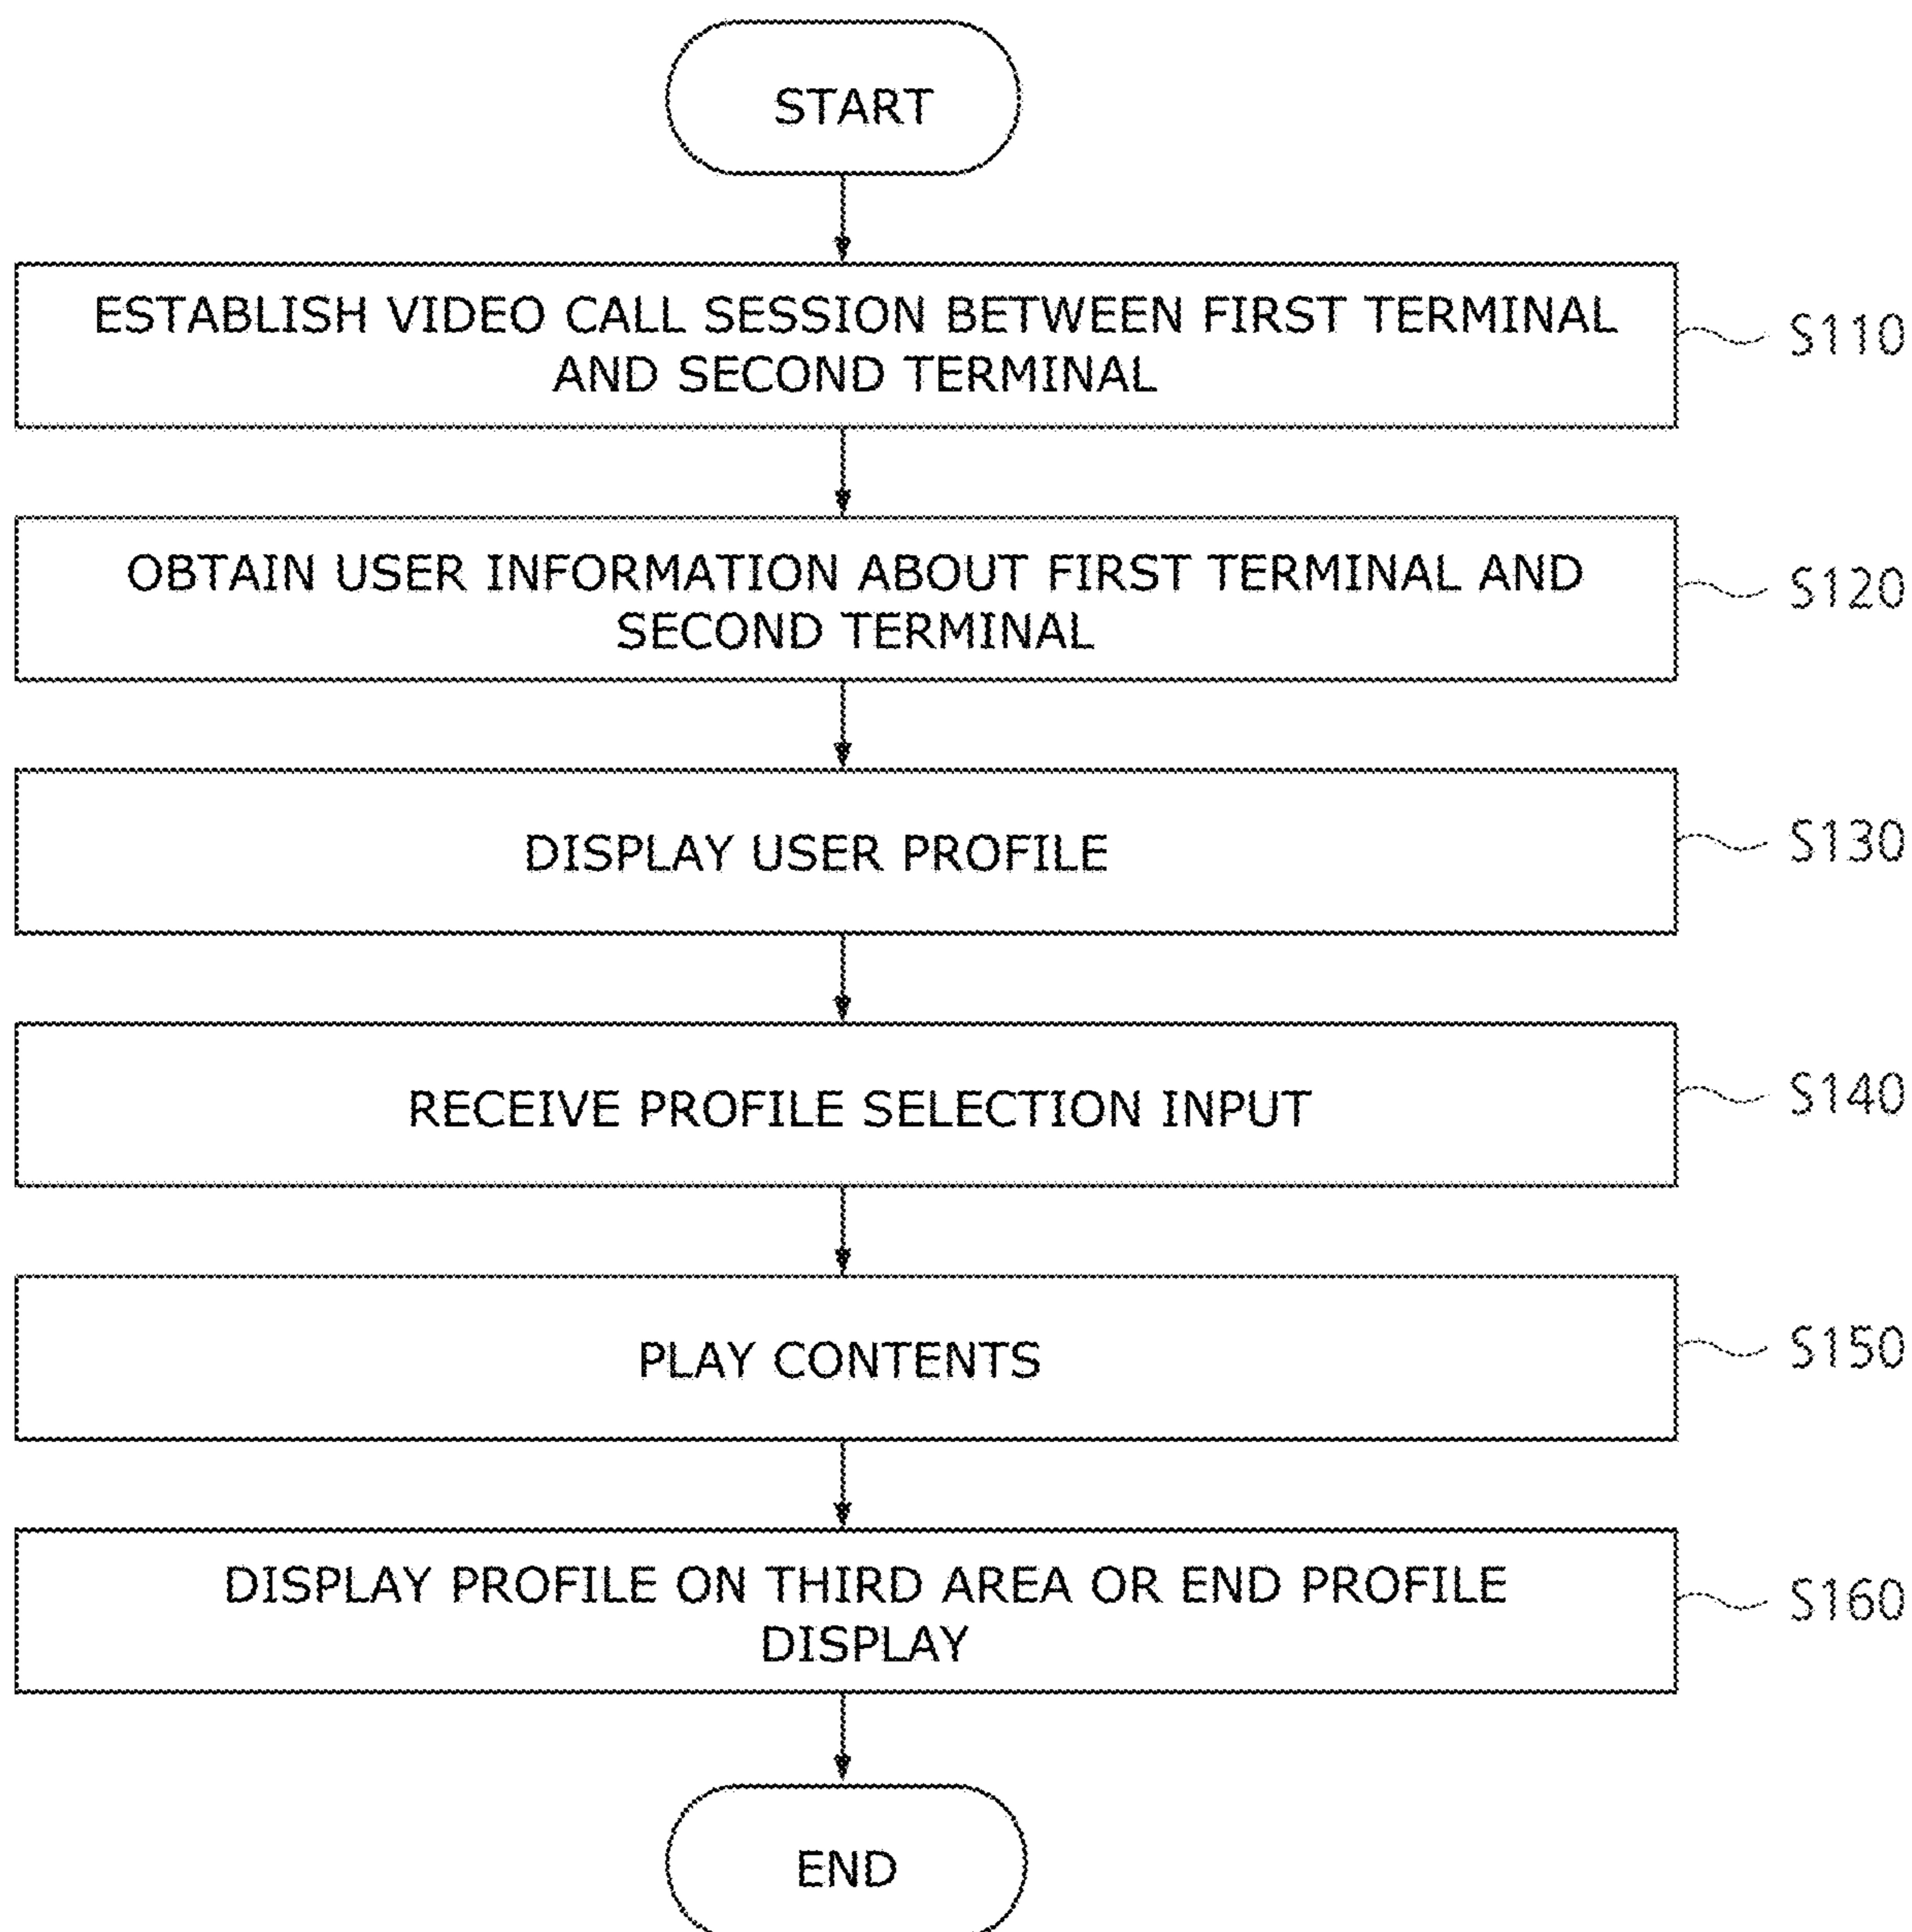 START
ESTABLISH VIDEO CALL SESSION BETWEEN FIRST TERMINAL
AND SECOND TERMINAL
S110
OBTAIN USER INFORMATION ABOUT FIRST TERMINAL AND
SECOND TERMINAL
S120
DISPLAY USER PROFILE
S130
RECEIVE PROFILE SELECTION INPUT
S140
PLAY CONTENTS
S150
DISPLAY PROFILE ON THIRD AREA OR END PROFILE
DISPLAY
S160
END